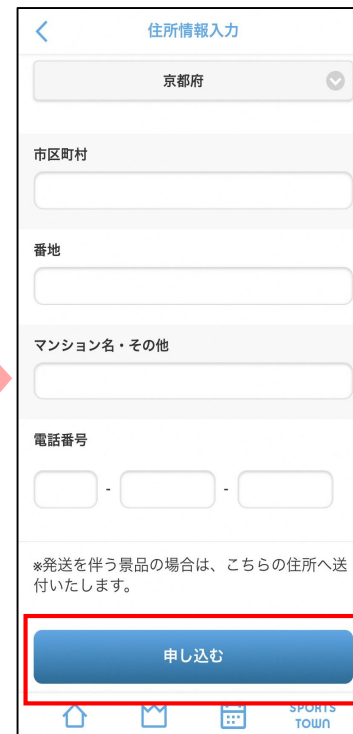 住所情報入力
京都府
市区町村
番地
マンション名・その他
電話番号
- -
※発送を伴う景品の場合は、こちらの住所へ送
付いたします。
申し込む
SPORTS
TOWN